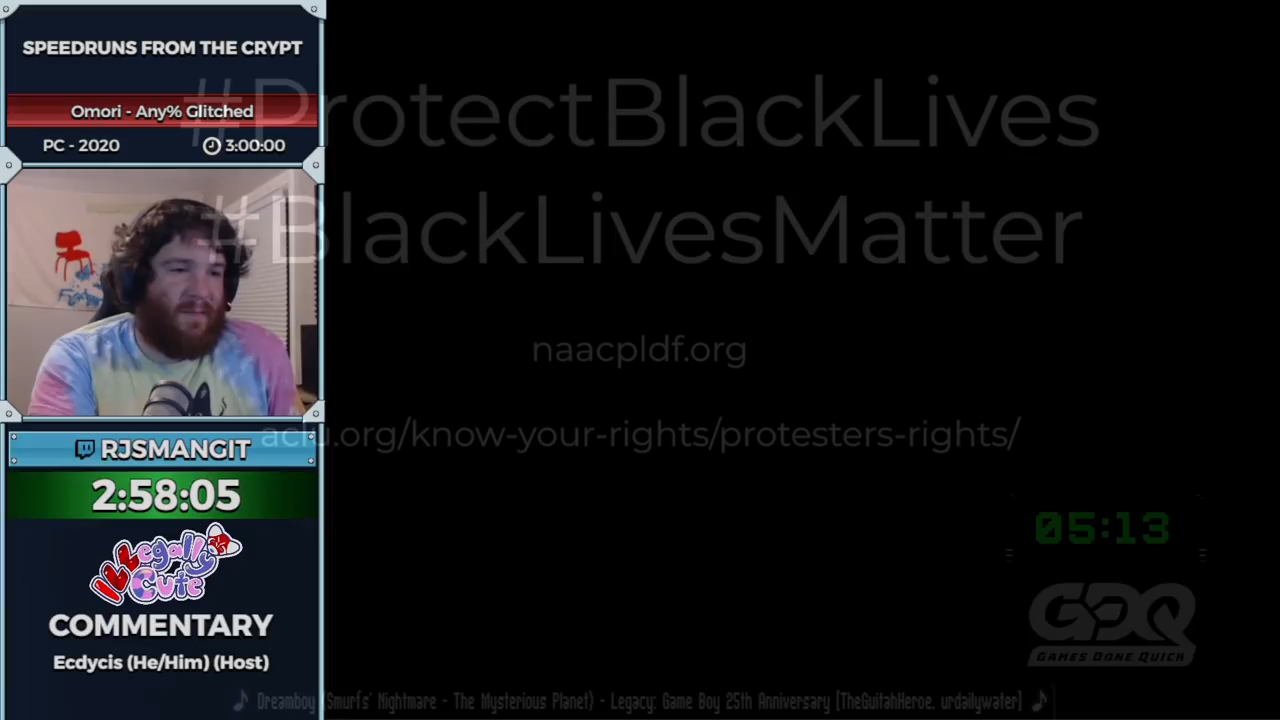 SPEEDRUNS FROM THE CRYPT
Omori - Any% Glitched
PC - 2020
3:00:00
#ProtectBlackLives
#BlackLivesMatter
naacpldf.org
aclu.org/know-your-rights/protesters-rights/
RJSMANGIT
2:58:05
ILLegally
Cute
COMMENTARY
Ecdycis (He/Him) (Host)
05:13
GDQ
GAMES DONE QUICK
♪ Dreamboy (Smurfs' Nightmare - The Mysterious Planet) - Legacy: Game Boy 25th Anniversary [TheGuitahHeroe, urdailywater] ♪